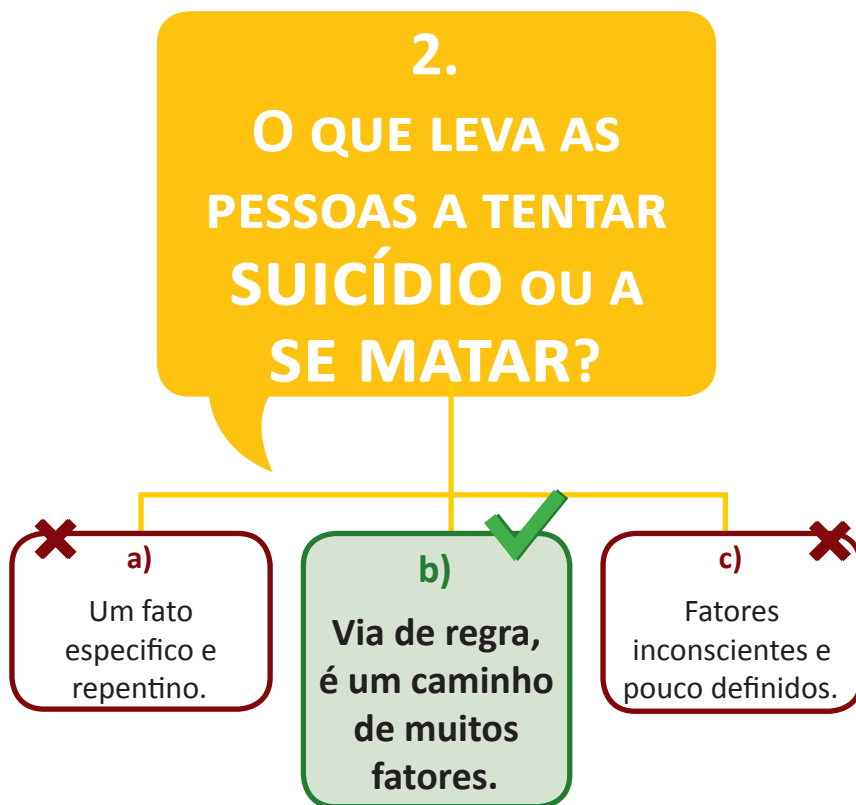 2.
O QUE LEVA AS
PESSOAS A TENTAR
SUICÍDIO OU A
SE MATAR?
a)
Um fato
especifico e
repentino.
b)
Via de regra,
é um caminho
de muitos
fatores.
c)
Fatores
inconscientes e
pouco definidos.